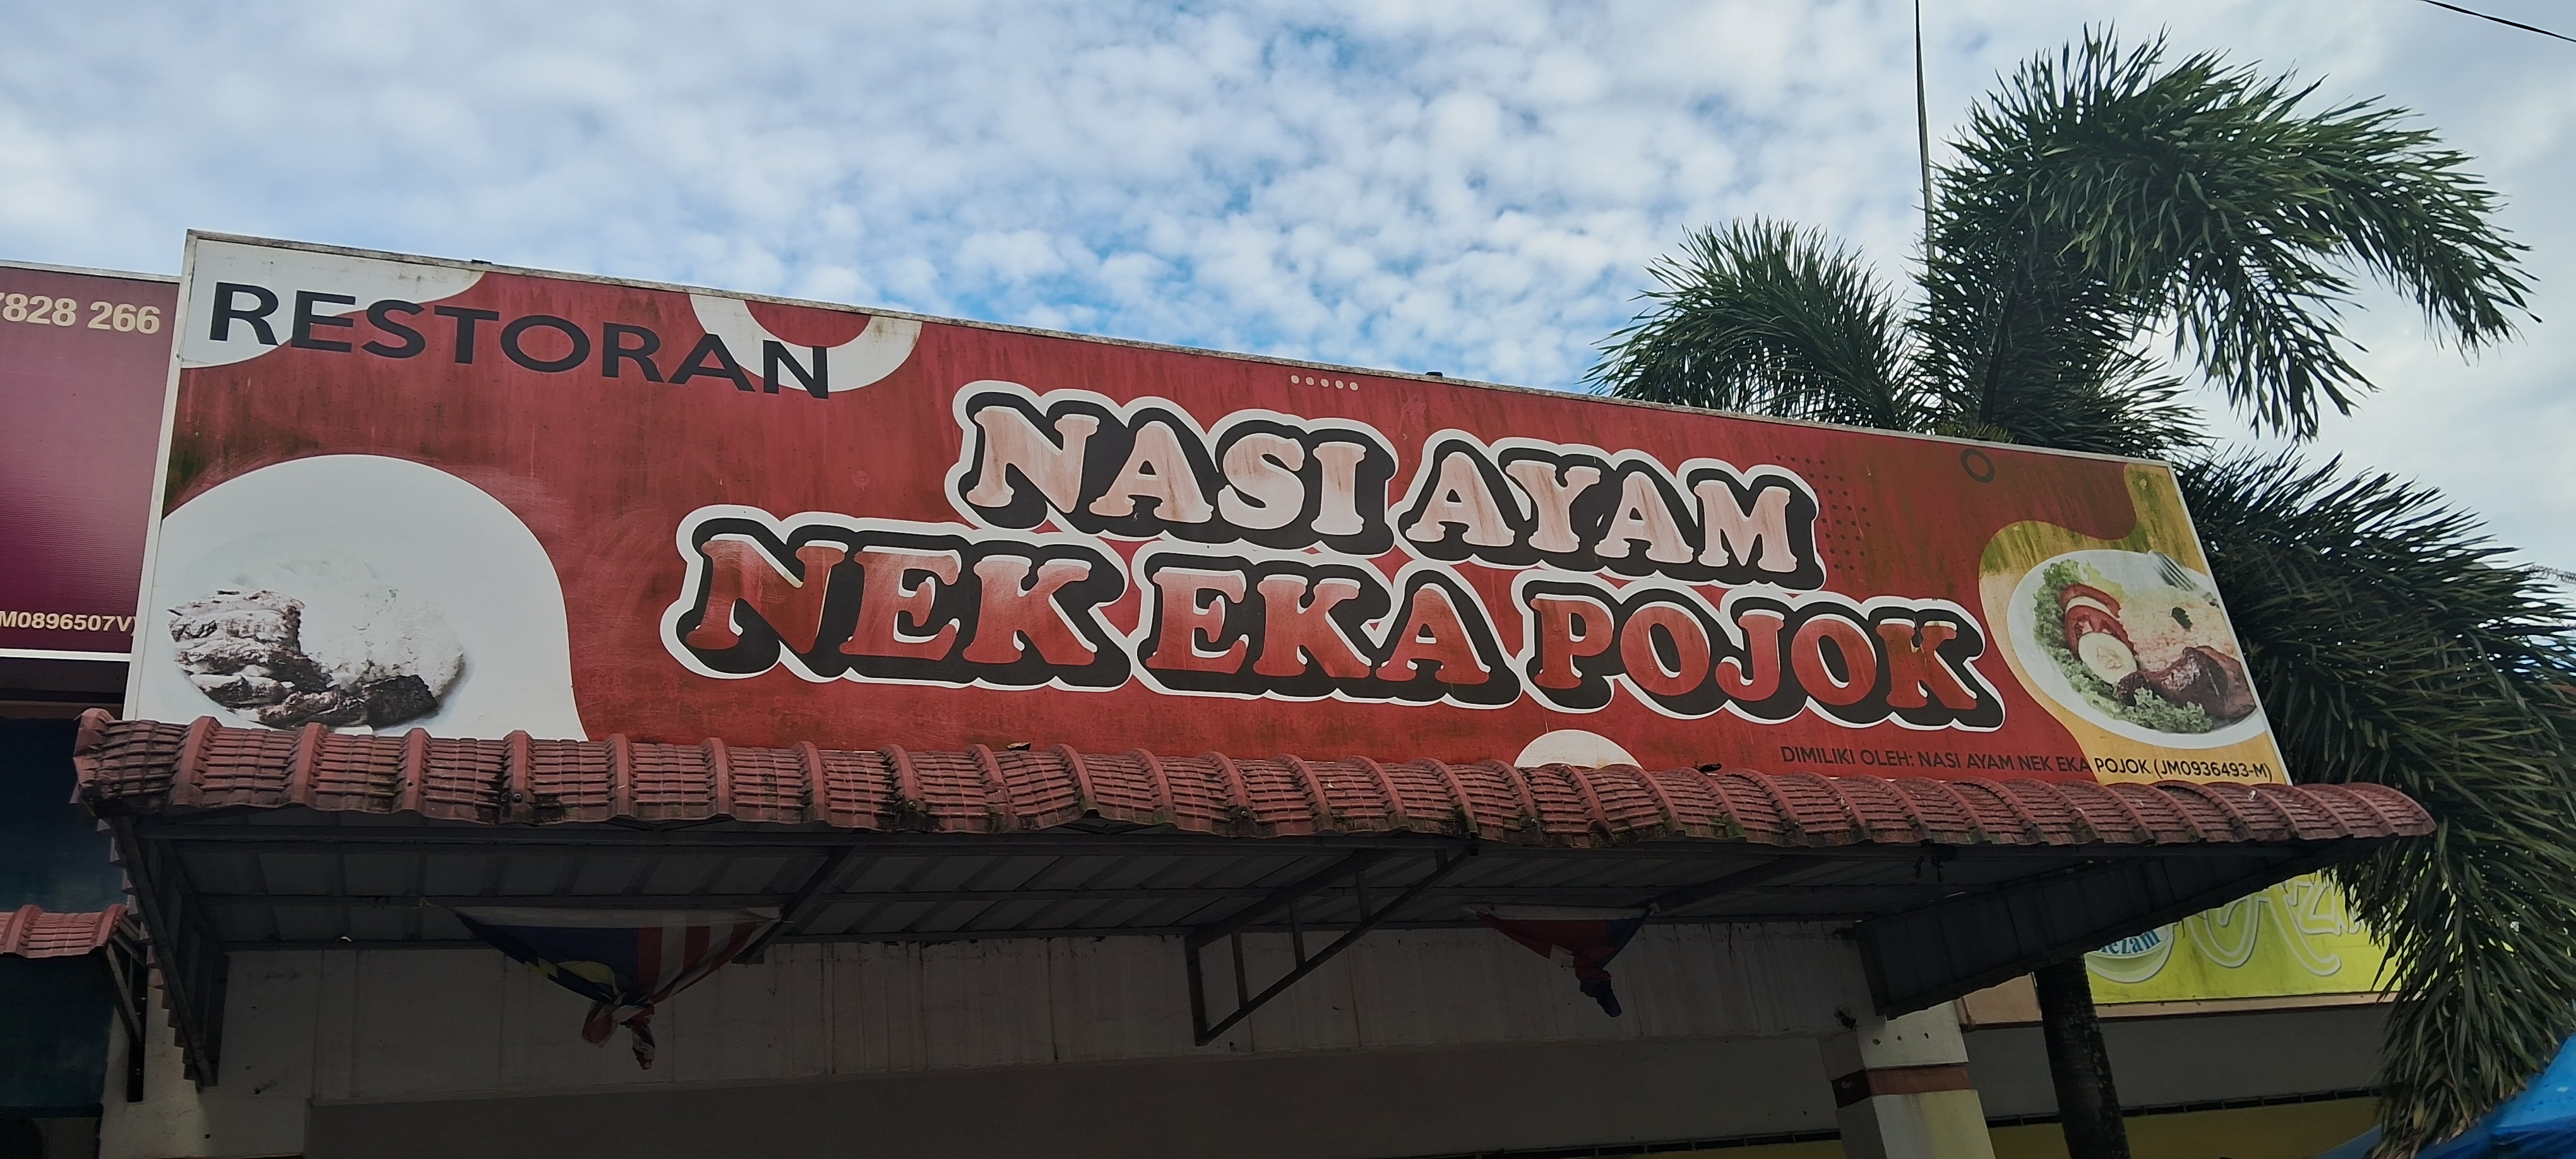 7828 266
RESTORAN
NASI AYAM
NEK EKA POJOK
M0896507V)
DIMILIKI OLEH: NASI AYAM NEK EKA POJOK (JM0936493-M)